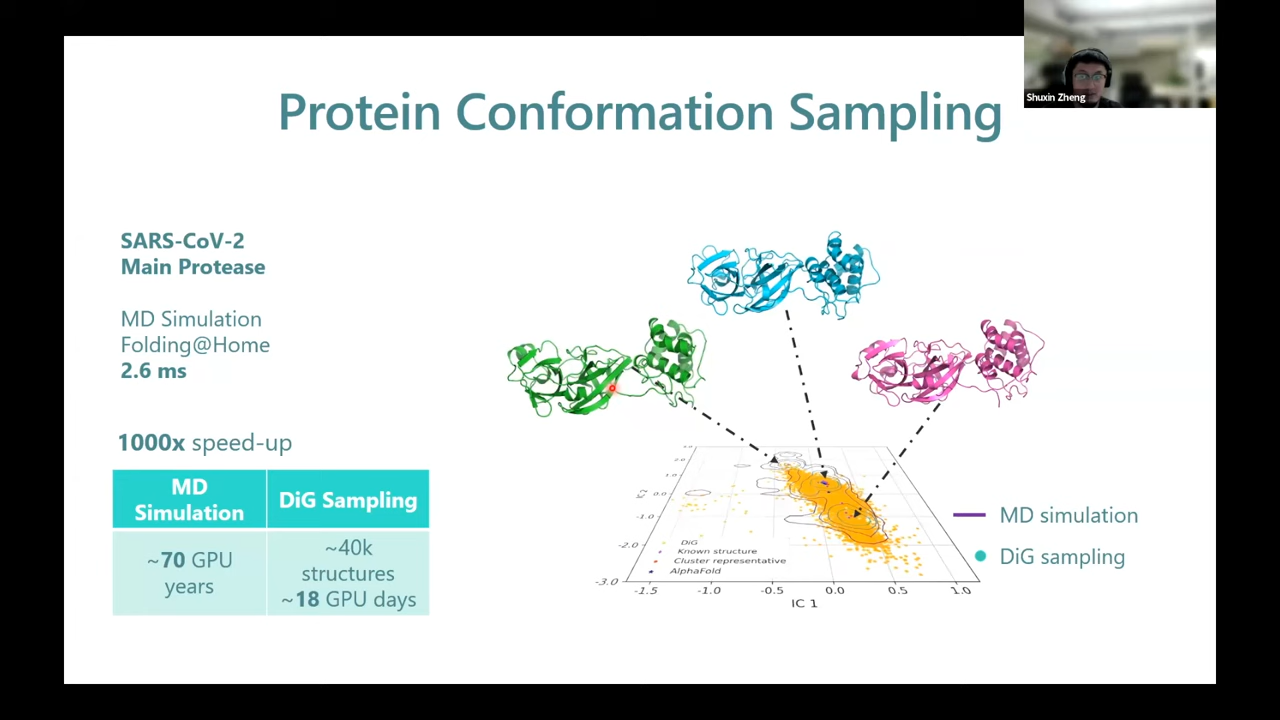 Shuxin Zheng
Protein Conformation Sampling
SARS-CoV-2
Main Protease
MD Simulation
Folding@Home
2.6 ms
1000x speed-up
MD
Simulation
DiG Sampling
~70 GPU
years
~40k
structures
~18 GPU days
1.0
0.0
-1.0
-2.0
-3.0
DiG
Known structure
Cluster representative
AlphaFold
-1.5 -1.0 -0.5 0.0 0.5 1.0
IC 1
MD simulation
DiG sampling